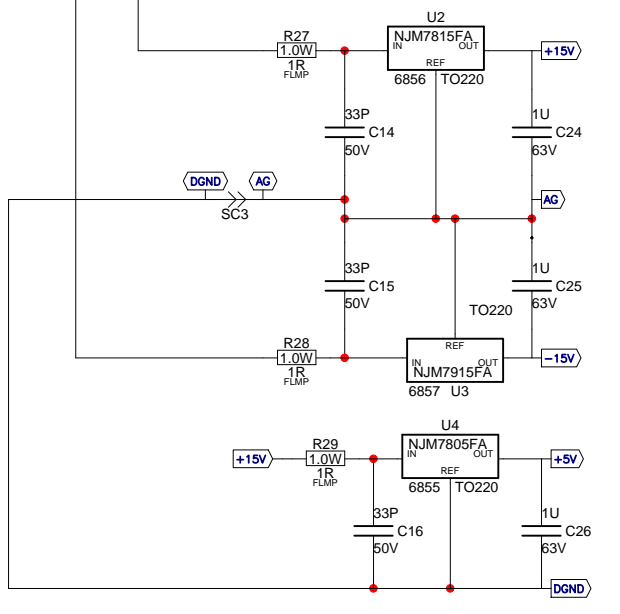 U2
R27
NJM7815FA
1.0W
IN
OUT
+15V
1R
FLMP
REF
6856
TO220
33P
1U
C14
C24
50V
63V
DGND
AG
AG
SC3
33P
1U
C15
C25
50V
63V
TO220
R28
REF
1.0W
IN
OUT
-15V
1R
NJM7915FA
FLMP
6857
U3
U4
R29
NJM7805FA
+15V
1.0W
IN
OUT
+5V
1R
REF
FLMP
6855
TO220
33P
1U
C16
C26
50V
63V
DGND